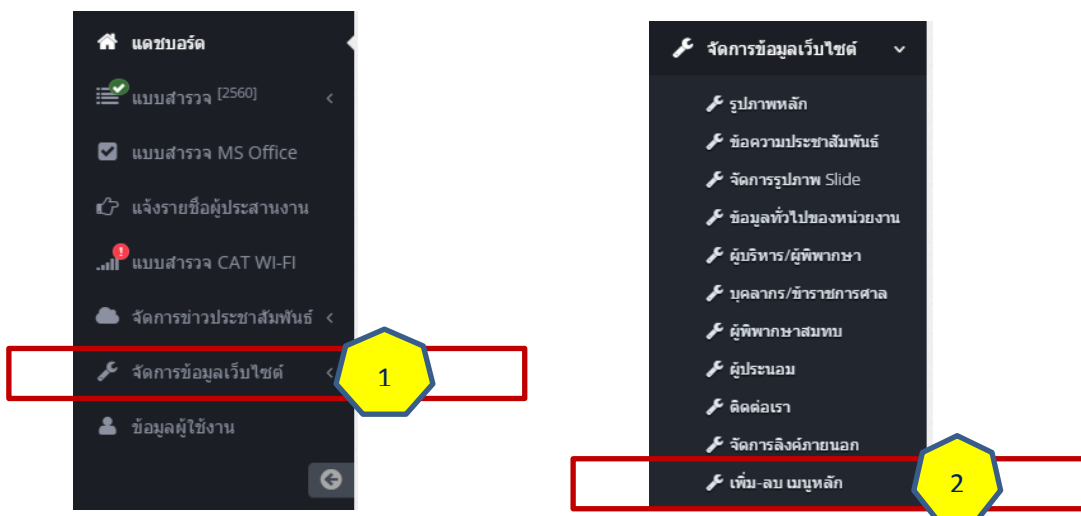 แดชบอร์ด
แบบสำรวจ [2560]
แบบสำรวจ MS Office
แจ้งรายชื่อผู้ประสานงาน
!
แบบสำรวจ CAT WI-FI
จัดการข่าวประชาสัมพันธ์
จัดการข้อมูลเว็บไซต์
1
ข้อมูลผู้ใช้งาน
จัดการข้อมูลเว็บไซต์
รูปภาพหลัก
ข้อความประชาสัมพันธ์
จัดการรูปภาพ Slide
ข้อมูลทั่วไปของหน่วยงาน
ผู้บริหาร/ผู้พิพากษา
บุคลากร/ข้าราชการศาล
ผู้พิพากษาสมทบ
ผู้ประนอม
ติดต่อเรา
จัดการลิงค์ภายนอก
เพิ่ม-ลบ เมนูหลัก
2